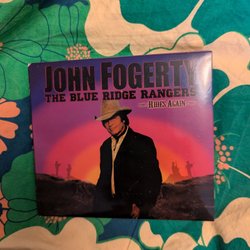 JOHN FOGERTY
THE BLUE RIDGE RANGERS
RIDES AGAIN